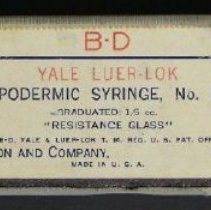 B-D
YALE LUER-LOK
PODERMIC SYRINGE, No.
GRADUATED: 1/5 cc.
"RESISTANCE GLASS"
B-D, YALE & LUER-LOK T. M. REG. U. S. PAT. OFF
ON AND COMPANY,
MADE IN U. S. A.